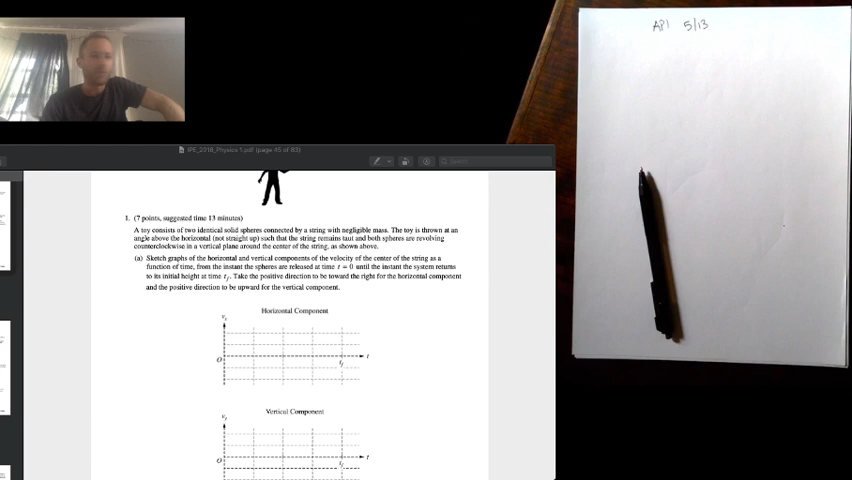 API 5/13
IPE_2018_Physics 1.pdf (page 45 of 83)
Search
1. (7 points, suggested time 13 minutes)
A toy consists of two identical solid spheres connected by a string with negligible mass. The toy is thrown at an
angle above the horizontal (not straight up) such that the string remains taut and both spheres are revolving
counterclockwise in a vertical plane around the center of the string, as shown above.
(a) Sketch graphs of the horizontal and vertical components of the velocity of the center of the string as a
function of time, from the instant the spheres are released at time t = 0 until the instant the system returns
to its initial height at time tf. Take the positive direction to be toward the right for the horizontal component
and the positive direction to be upward for the vertical component.
Horizontal Component
vx
O
tf
t
Vertical Component
vy
O
tf
t